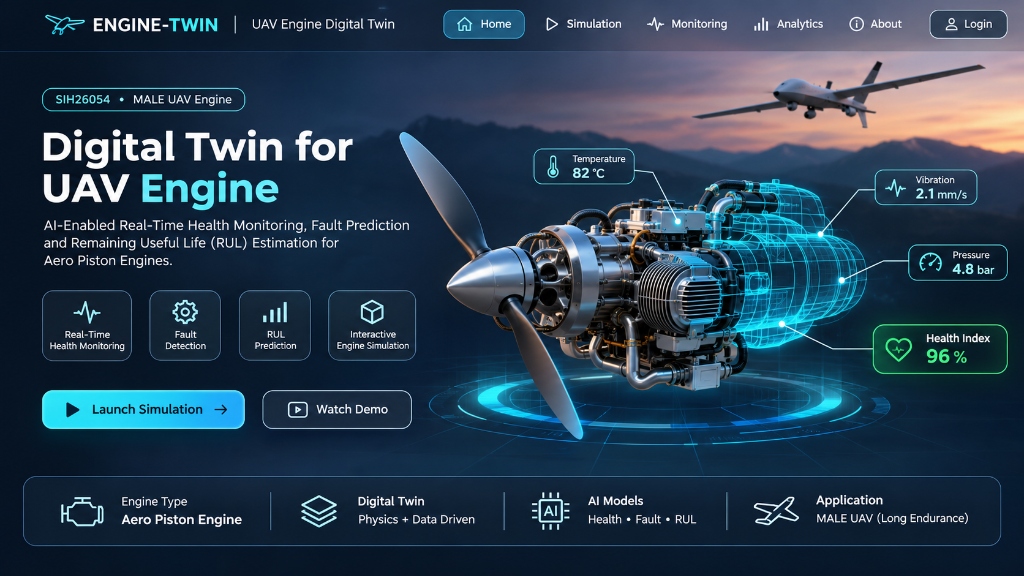 ENGINE-TWIN
UAV Engine Digital Twin
Home
Simulation
Monitoring
Analytics
About
Login
SIH26054 • MALE UAV Engine
Digital Twin for
UAV Engine
AI-Enabled Real-Time Health Monitoring, Fault Prediction
and Remaining Useful Life (RUL) Estimation for
Aero Piston Engines.
Real-Time
Health Monitoring
Fault
Detection
RUL
Prediction
Interactive
Engine Simulation
Launch Simulation →
Watch Demo
Temperature
82 °C
Vibration
2.1 mm/s
Pressure
4.8 bar
Health Index
96 %
Engine Type
Aero Piston Engine
Digital Twin
Physics + Data Driven
AI
AI Models
Health • Fault • RUL
Application
MALE UAV (Long Endurance)